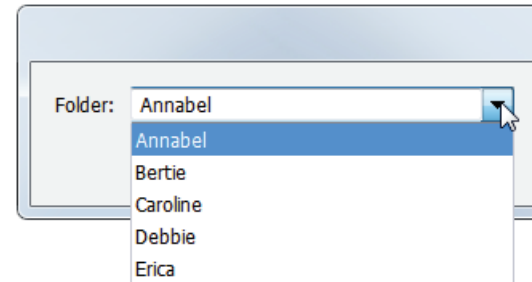 Folder: Annabel
Annabel
Bertie
Caroline
Debbie
Erica